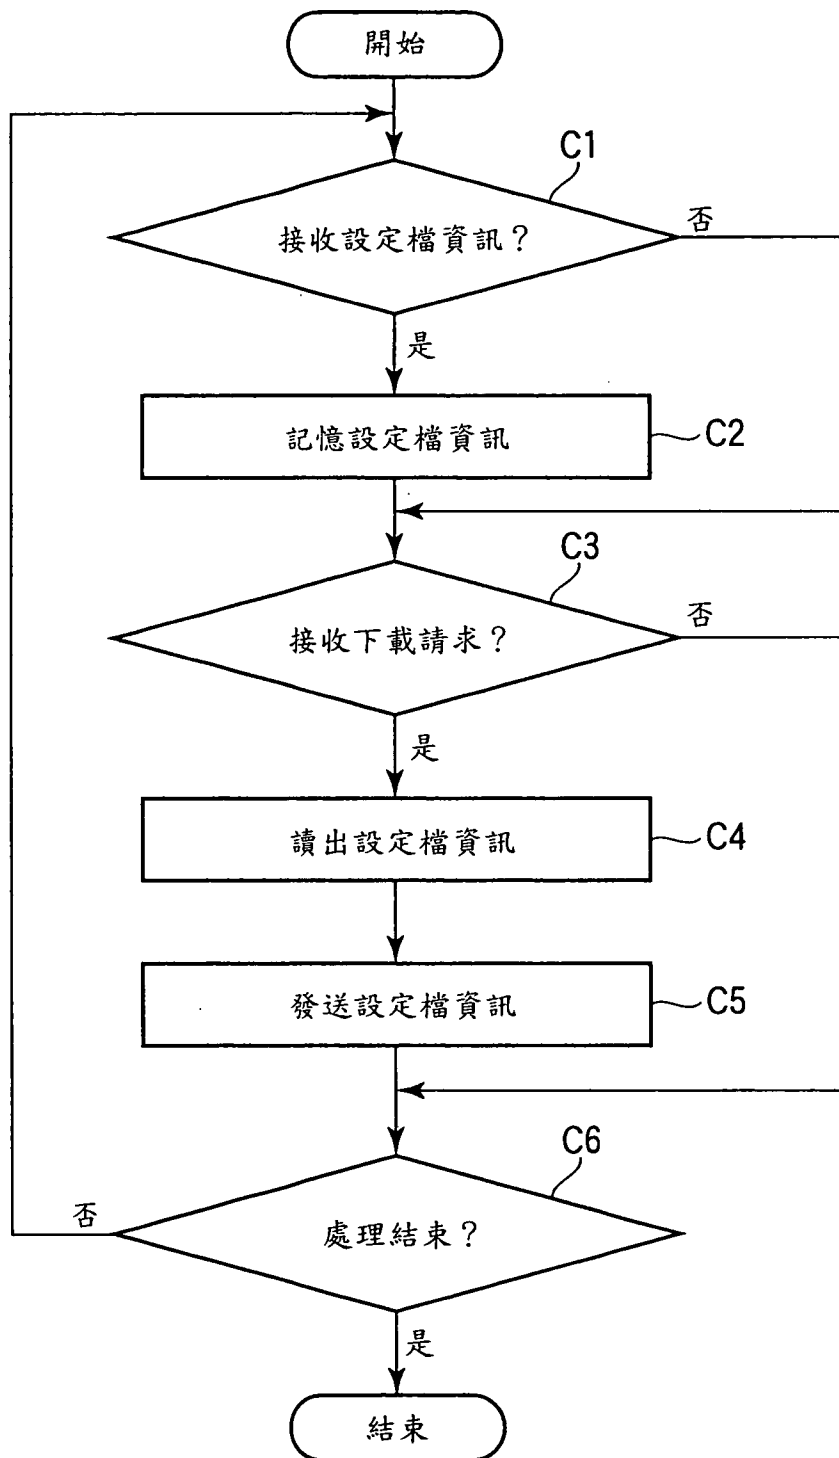 開始
C1
接收設定檔資訊？
否
是
記憶設定檔資訊
C2
C3
接收下載請求？
否
是
讀出設定檔資訊
C4
發送設定檔資訊
C5
C6
處理結束？
否
是
結束